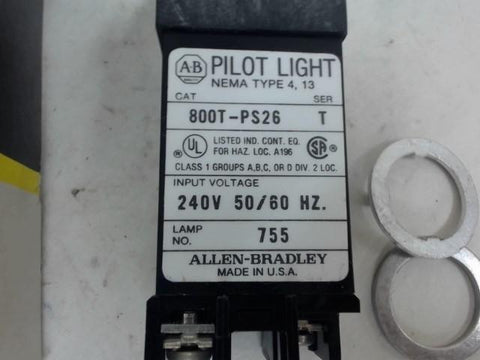 A-B PILOT LIGHT
NEMA TYPE 4, 13
CAT SER
800T-PS26 T
UL LISTED IND. CONT. EQ. SA
FOR HAZ. LOC. A196
CLASS 1 GROUPS A,B,C, OR D DIV. 2 LOC.
INPUT VOLTAGE
240V 50/60 HZ.
LAMP NO. 755
ALLEN-BRADLEY
MADE IN U.S.A.